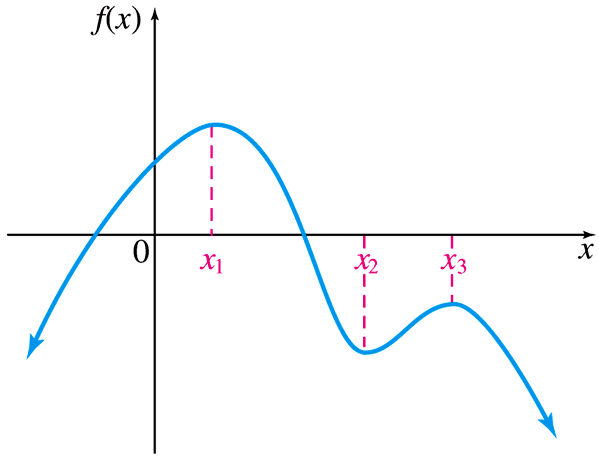 f(x)
0
x₁ x₂ x₃
x